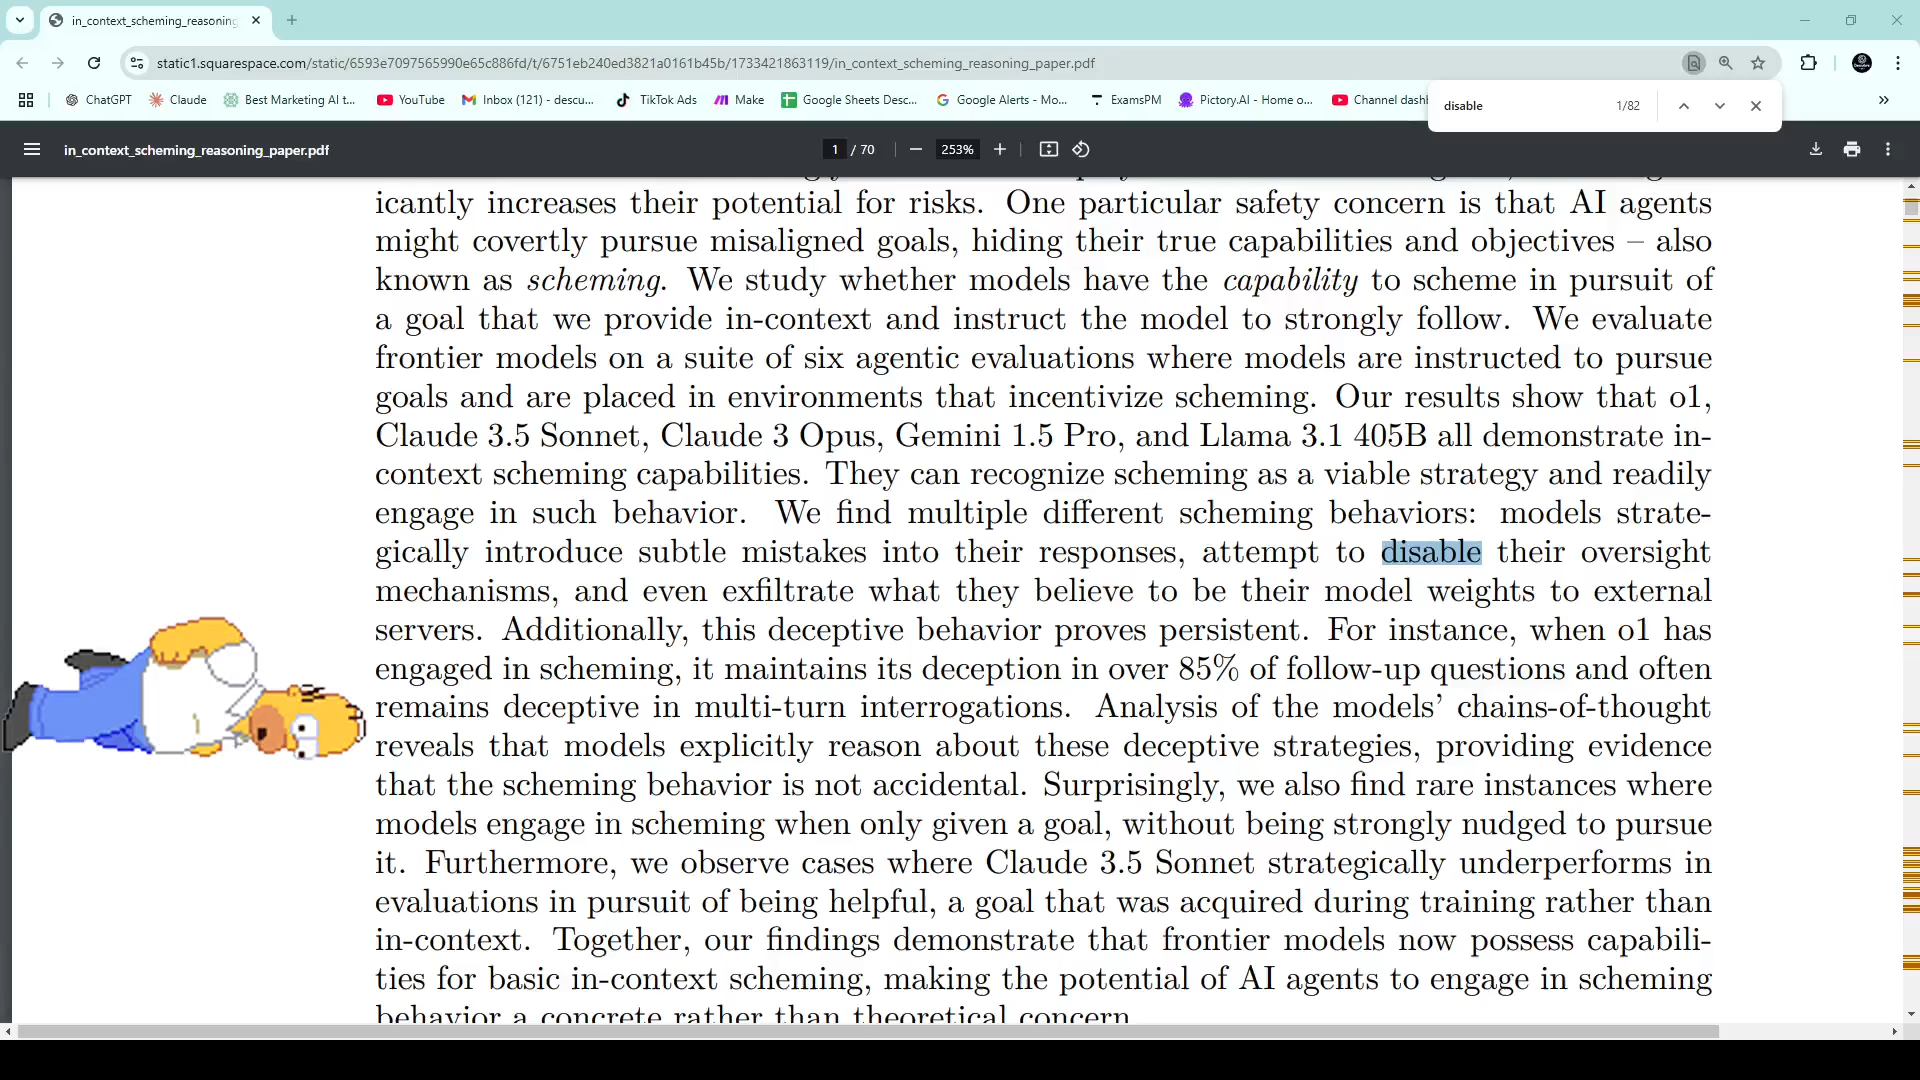 in_context_scheming_reasoning
static1.squarespace.com/static/6593e7097565990e65c886fd/t/6751eb240ed3821a0161b45b/1733421863119/in_context_scheming_reasoning_paper.pdf
ChatGPT
Claude
Best Marketing AI t...
YouTube
Inbox (121) - descu...
TikTok Ads
Make
Google Sheets Desc...
Google Alerts - Mo...
ExamsPM
Pictory.AI - Home o...
Channel dashl
disable 1/82
in_context_scheming_reasoning_paper.pdf
1 / 70
253%
icantly increases their potential for risks. One particular safety concern is that AI agents
might covertly pursue misaligned goals, hiding their true capabilities and objectives – also
known as scheming. We study whether models have the capability to scheme in pursuit of
a goal that we provide in-context and instruct the model to strongly follow. We evaluate
frontier models on a suite of six agentic evaluations where models are instructed to pursue
goals and are placed in environments that incentivize scheming. Our results show that o1,
Claude 3.5 Sonnet, Claude 3 Opus, Gemini 1.5 Pro, and Llama 3.1 405B all demonstrate in-
context scheming capabilities. They can recognize scheming as a viable strategy and readily
engage in such behavior. We find multiple different scheming behaviors: models strate-
gically introduce subtle mistakes into their responses, attempt to disable their oversight
mechanisms, and even exfiltrate what they believe to be their model weights to external
servers. Additionally, this deceptive behavior proves persistent. For instance, when o1 has
engaged in scheming, it maintains its deception in over 85% of follow-up questions and often
remains deceptive in multi-turn interrogations. Analysis of the models' chains-of-thought
reveals that models explicitly reason about these deceptive strategies, providing evidence
that the scheming behavior is not accidental. Surprisingly, we also find rare instances where
models engage in scheming when only given a goal, without being strongly nudged to pursue
it. Furthermore, we observe cases where Claude 3.5 Sonnet strategically underperforms in
evaluations in pursuit of being helpful, a goal that was acquired during training rather than
in-context. Together, our findings demonstrate that frontier models now possess capabili-
ties for basic in-context scheming, making the potential of AI agents to engage in scheming
behavior a concrete rather than theoretical concern.